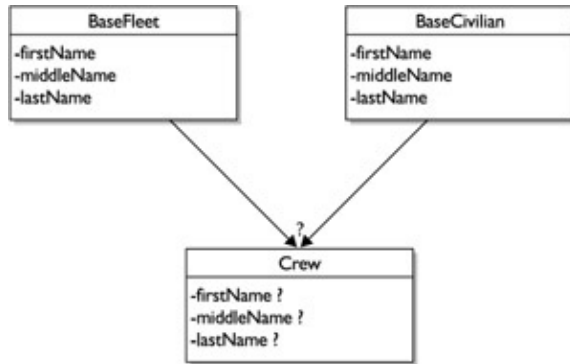 BaseFleet
-firstName
-middleName
-lastName
BaseCivilian
-firstName
-middleName
-lastName
?
Crew
-firstName ?
-middleName ?
-lastName ?